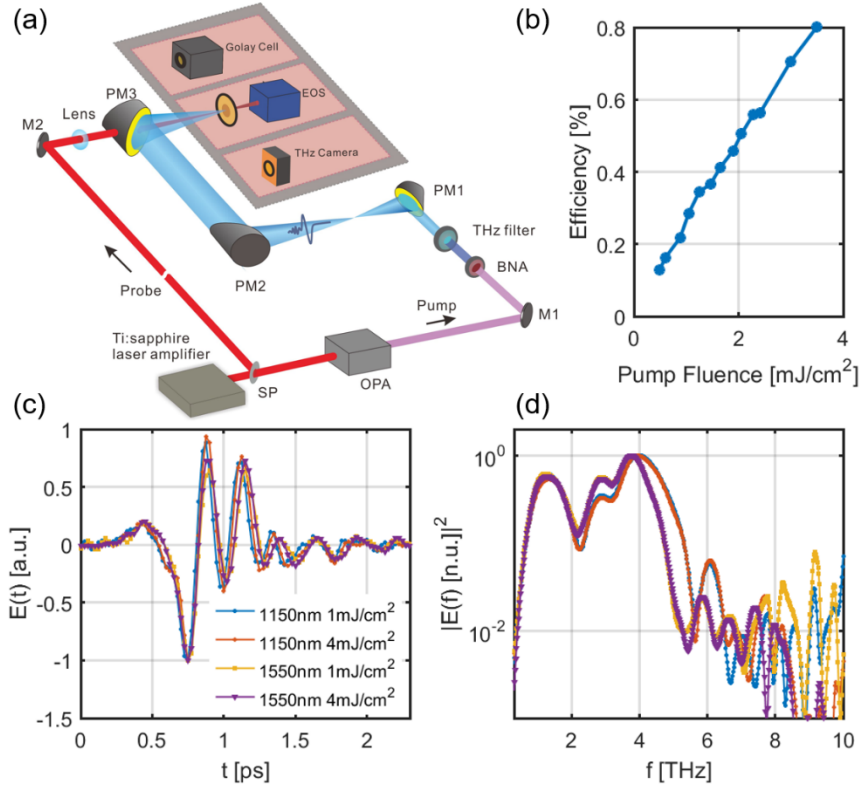 (a)
Golay Cell
EOS
THz Camera
PM3
Lens
M2
PM1
THz filter
BNA
M1
PM2
Probe
Pump
Ti:sapphire
laser amplifier
SP
OPA
(b)
Efficiency [%]
0.8
0.6
0.4
0.2
0
0
2
4
Pump Fluence [mJ/cm²]
(c)
E(t) [a.u.]
1
0.5
0
-0.5
-1
-1.5
1150nm 1mJ/cm²
1150nm 4mJ/cm²
1550nm 1mJ/cm²
1550nm 4mJ/cm²
0
0.5
1
1.5
2
t [ps]
(d)
|E(f) [n.u.]|²
10⁰
10⁻²
2
4
6
8
10
f [THz]